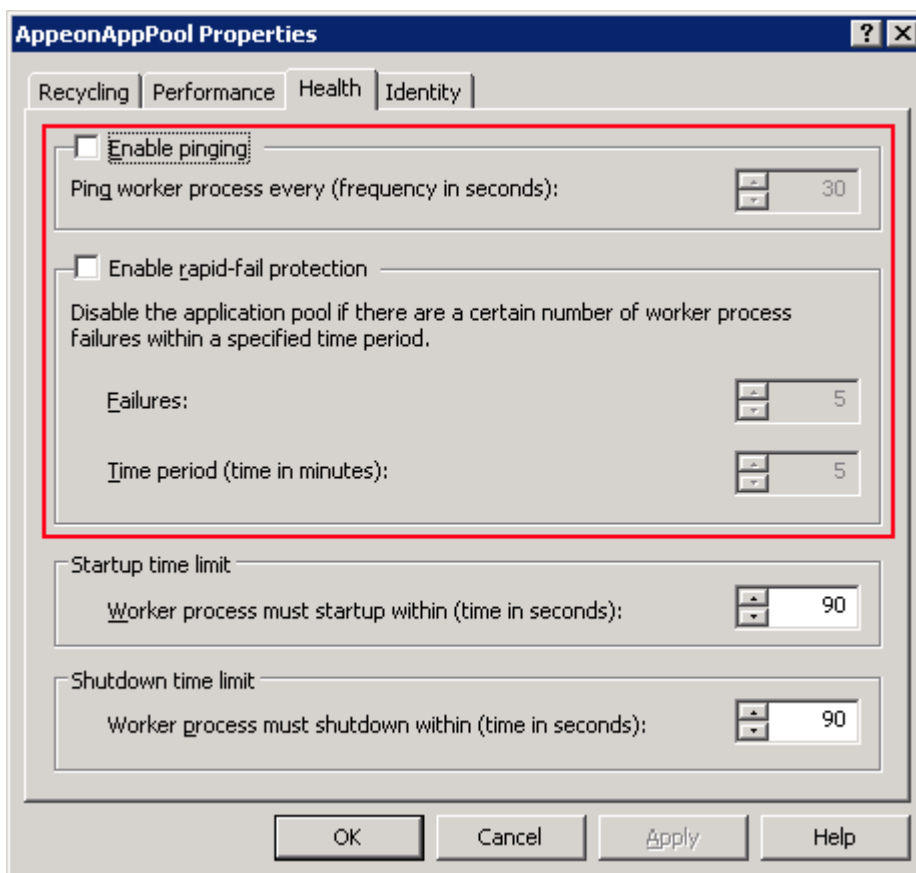 AppeonAppPool Properties
Recycling
Performance
Health
Identity
Enable pinging
Ping worker process every (frequency in seconds):
30
Enable rapid-fail protection
Disable the application pool if there are a certain number of worker process
failures within a specified time period.
Failures:
5
Time period (time in minutes):
5
Startup time limit
Worker process must startup within (time in seconds):
90
Shutdown time limit
Worker process must shutdown within (time in seconds):
90
OK
Cancel
Apply
Help